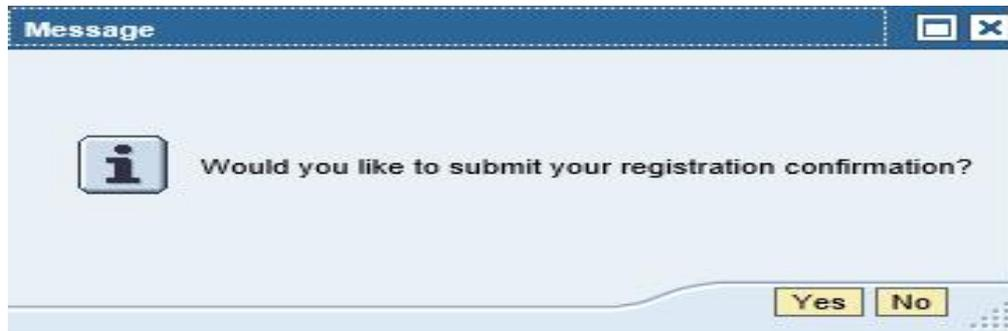 Message
Would you like to submit your registration confirmation?
Yes No